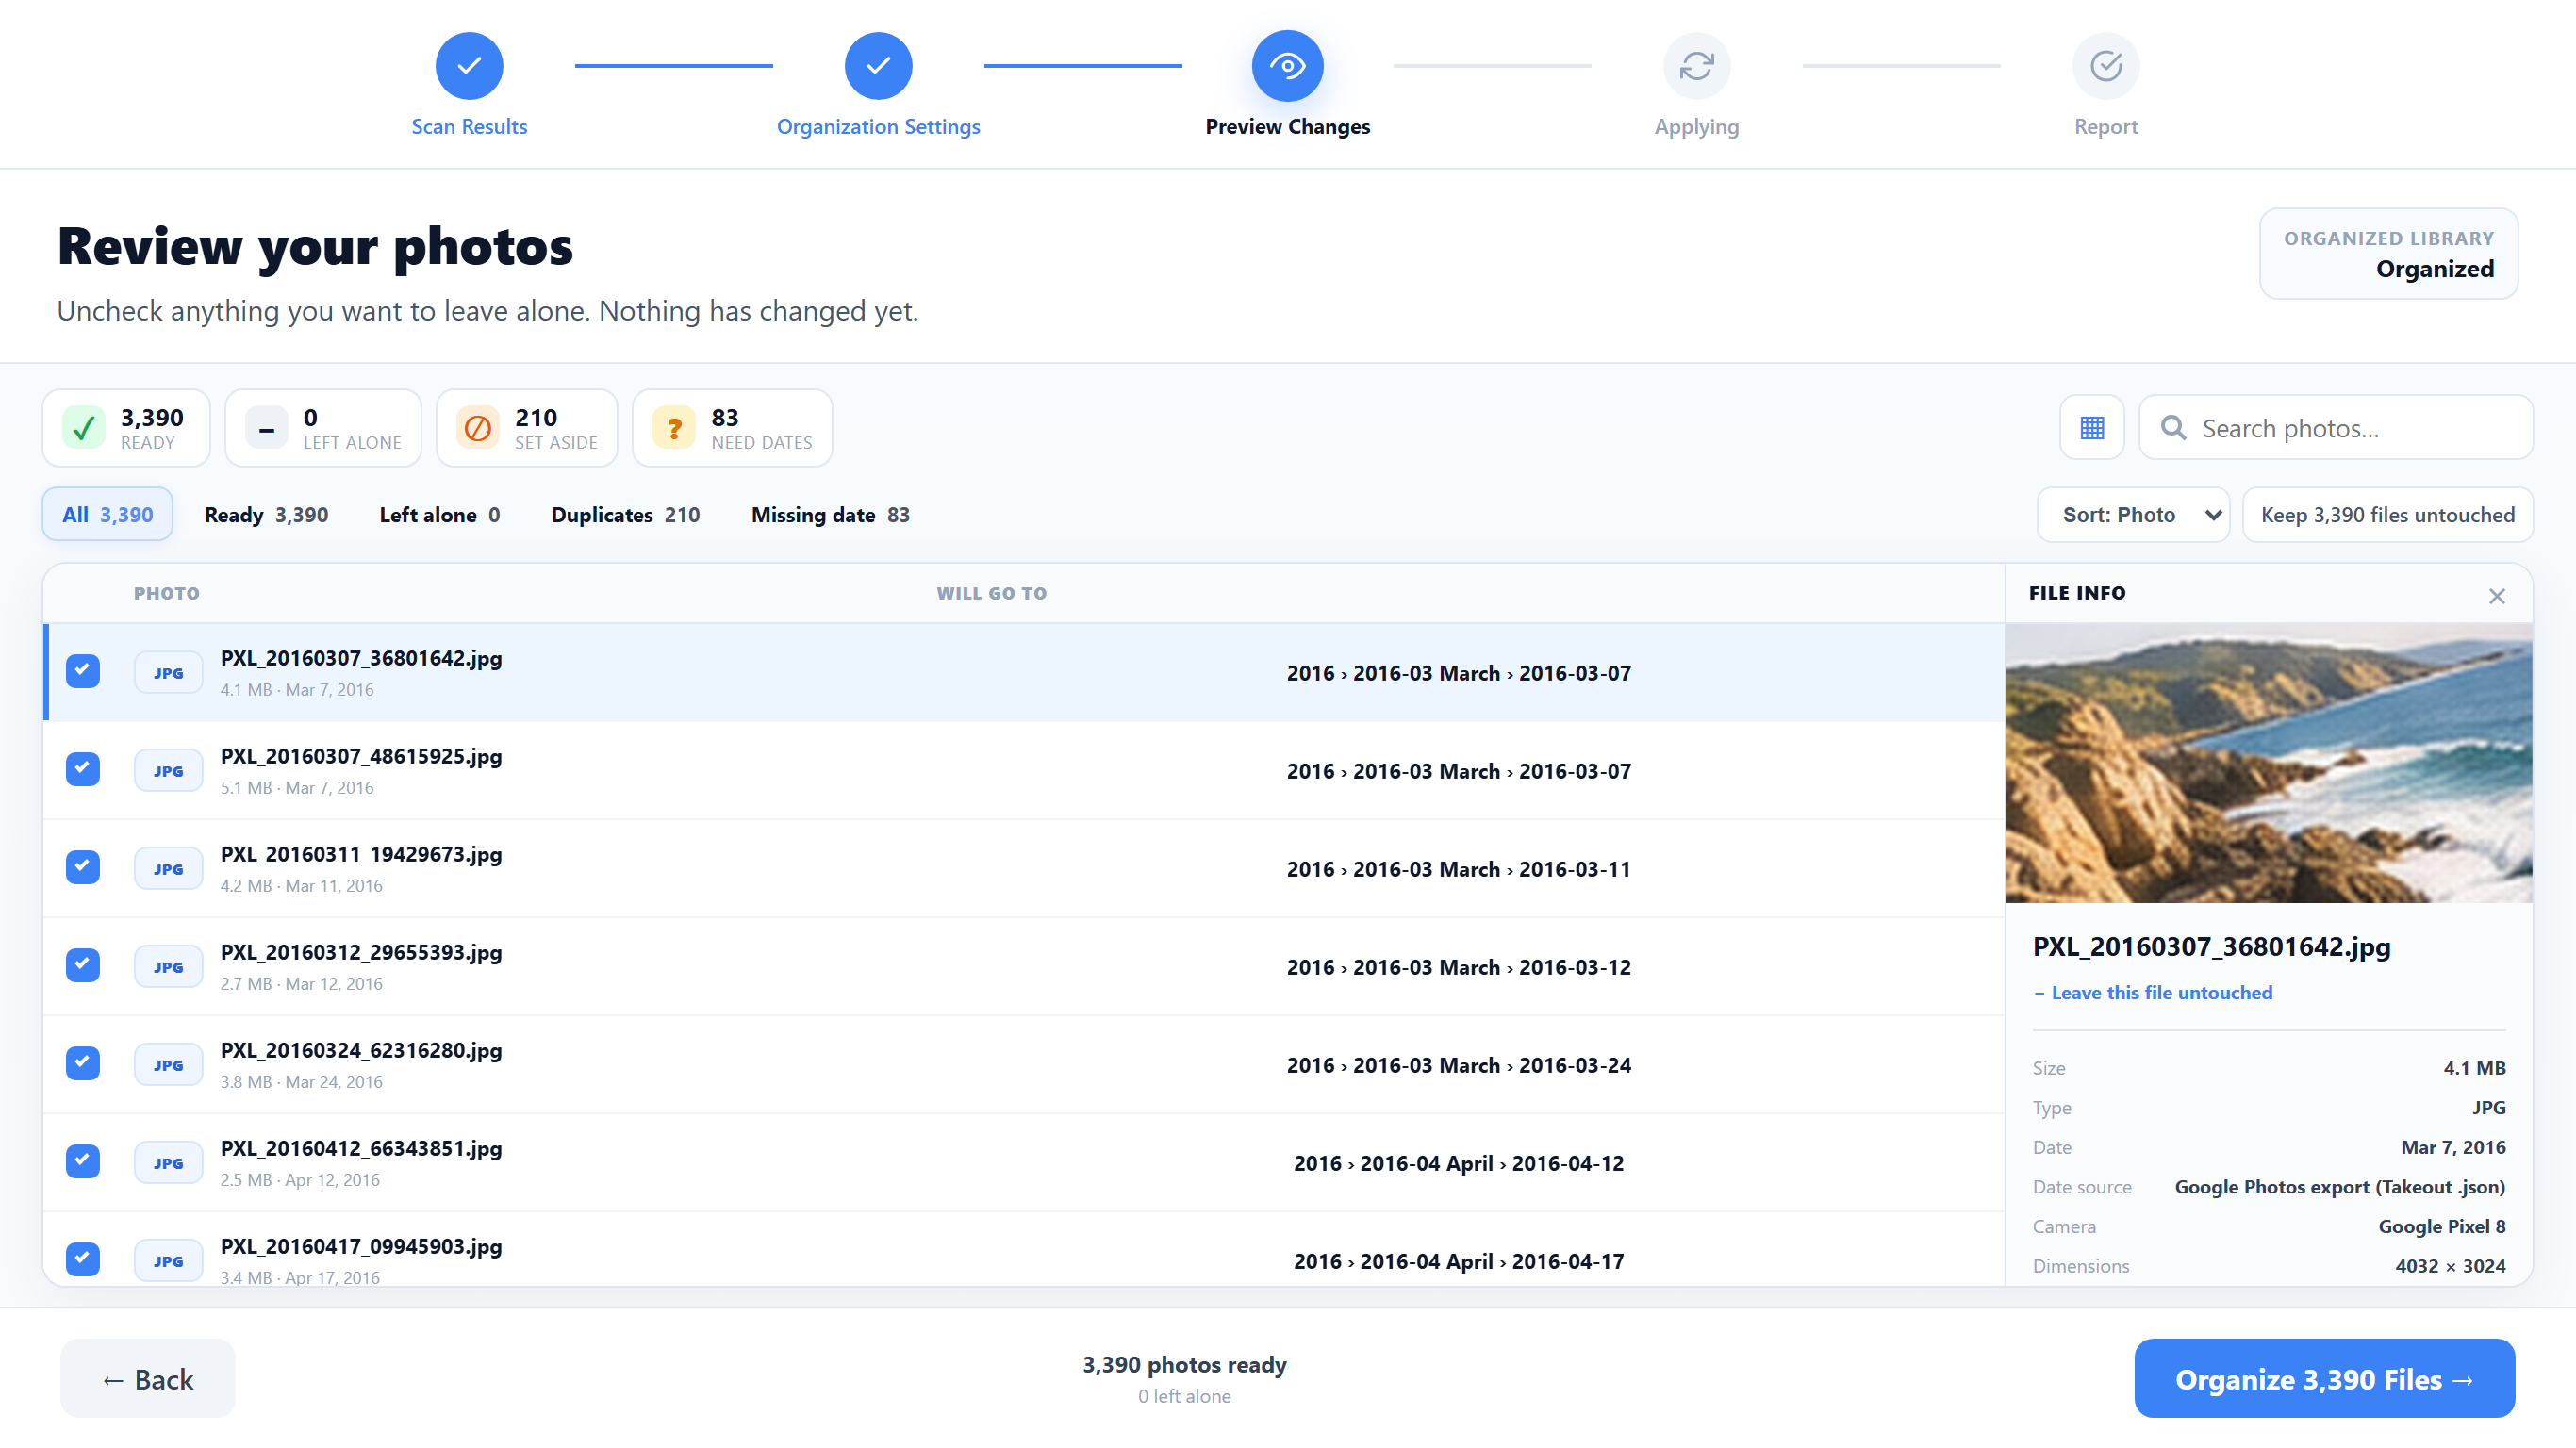 Scan Results
Organization Settings
Preview Changes
Applying
Report
Review your photos
Uncheck anything you want to leave alone. Nothing has changed yet.
ORGANIZED LIBRARY
Organized
3,390
READY
0
LEFT ALONE
210
SET ASIDE
?
83
NEED DATES
Search photos...
All 3,390
Ready 3,390
Left alone 0
Duplicates 210
Missing date 83
Sort: Photo
Keep 3,390 files untouched
PHOTO
WILL GO TO
JPG
PXL_20160307_36801642.jpg
4.1 MB · Mar 7, 2016
2016 › 2016-03 March › 2016-03-07
JPG
PXL_20160307_48615925.jpg
5.1 MB · Mar 7, 2016
2016 › 2016-03 March › 2016-03-07
JPG
PXL_20160311_19429673.jpg
4.2 MB · Mar 11, 2016
2016 › 2016-03 March › 2016-03-11
JPG
PXL_20160312_29655393.jpg
2.7 MB · Mar 12, 2016
2016 › 2016-03 March › 2016-03-12
JPG
PXL_20160324_62316280.jpg
3.8 MB · Mar 24, 2016
2016 › 2016-03 March › 2016-03-24
JPG
PXL_20160412_66343851.jpg
2.5 MB · Apr 12, 2016
2016 › 2016-04 April › 2016-04-12
JPG
PXL_20160417_09945903.jpg
3.4 MB · Apr 17, 2016
2016 › 2016-04 April › 2016-04-17
FILE INFO
PXL_20160307_36801642.jpg
− Leave this file untouched
Size 4.1 MB
Type JPG
Date Mar 7, 2016
Date source Google Photos export (Takeout .json)
Camera Google Pixel 8
Dimensions 4032 × 3024
← Back
3,390 photos ready
0 left alone
Organize 3,390 Files →